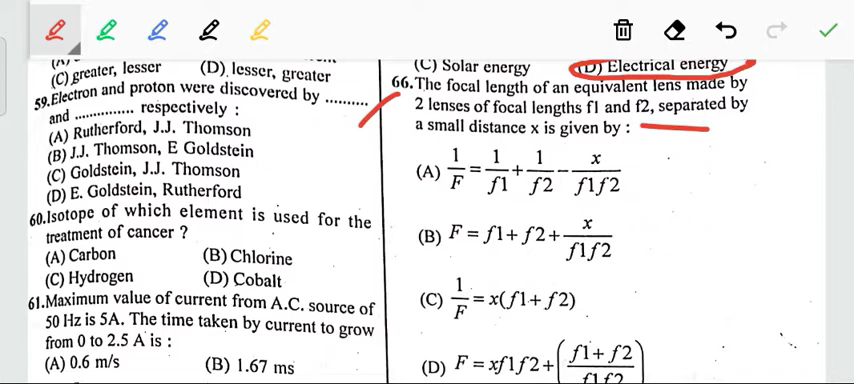 (C) greater, lesser (D) lesser, greater
59.Electron and proton were discovered by ..........
and .............. respectively :
(A) Rutherford, J.J. Thomson
(B) J.J. Thomson, E Goldstein
(C) Goldstein, J.J. Thomson
(D) E. Goldstein, Rutherford
60.Isotope of which element is used for the
treatment of cancer ?
(A) Carbon (B) Chlorine
(C) Hydrogen (D) Cobalt
61.Maximum value of current from A.C. source of
50 Hz is 5A. The time taken by current to grow
from 0 to 2.5 A is :
(A) 0.6 m/s (B) 1.67 ms
(C) Solar energy (D) Electrical energy
66.The focal length of an equivalent lens made by
2 lenses of focal lengths f1 and f2, separated by
a small distance x is given by :
(A) 1/F = 1/f1 + 1/f2 - x/f1f2
(B) F = f1 + f2 + x/f1f2
(C) 1/F = x(f1 + f2)
(D) F = xf1f2 + (f1 + f2/f1f2)